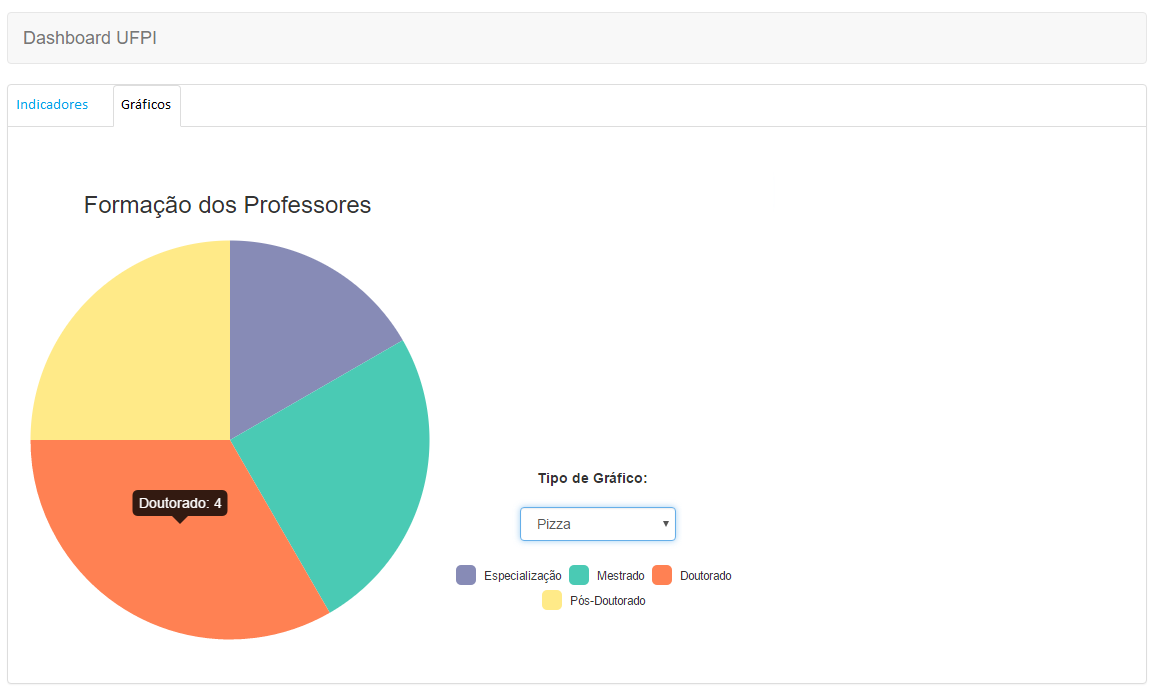 Dashboard UFPI
Indicadores Gráficos
Formação dos Professores
Doutorado: 4
Tipo de Gráfico:
Pizza
Especialização Mestrado Doutorado
Pós-Doutorado